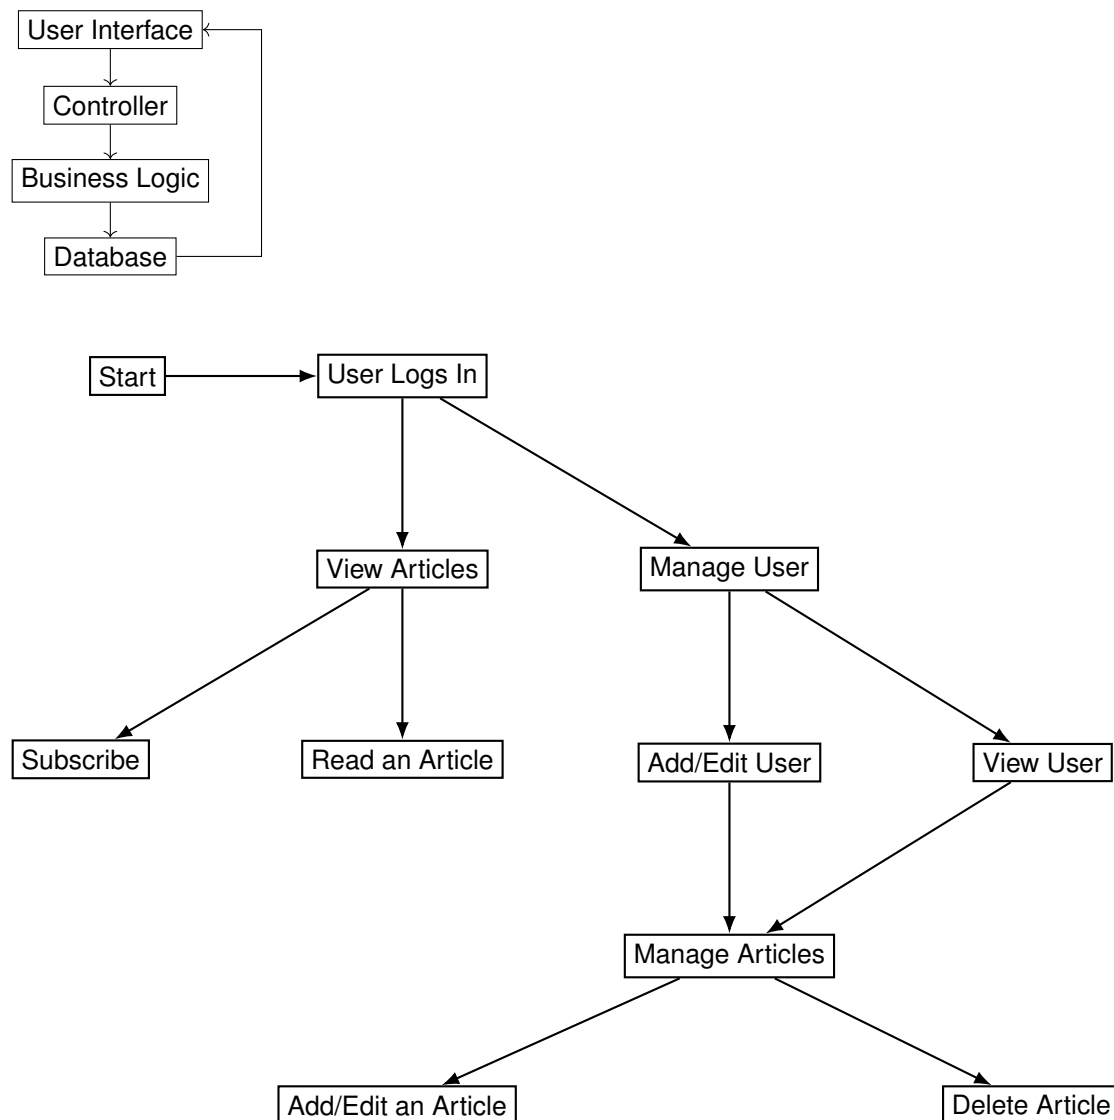 User Interface
Controller
Business Logic
Database
Start
User Logs In
View Articles
Manage User
Subscribe
Read an Article
Add/Edit User
View User
Manage Articles
Add/Edit an Article
Delete Article